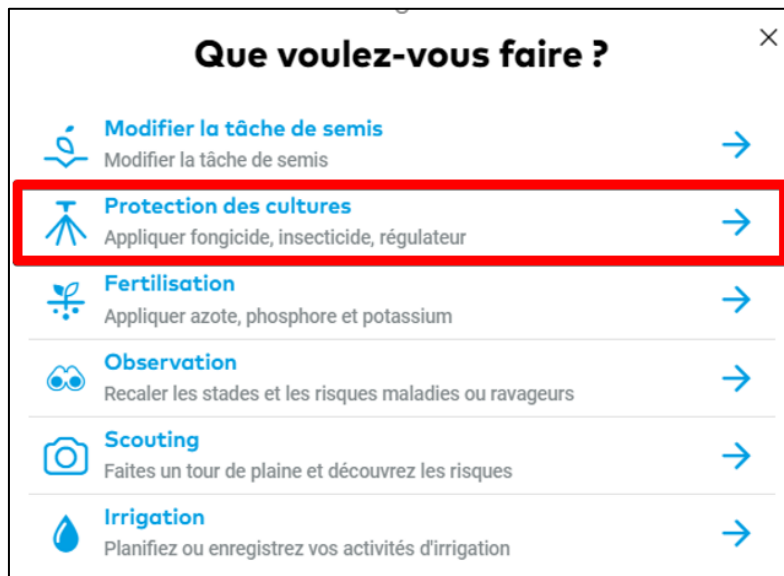 Que voulez-vous faire ?
Modifier la tâche de semis
Modifier la tâche de semis
Protection des cultures
Appliquer fongicide, insecticide, régulateur
Fertilisation
Appliquer azote, phosphore et potassium
Observation
Recaler les stades et les risques maladies ou ravageurs
Scouting
Faites un tour de plaine et découvrez les risques
Irrigation
Planifiez ou enregistrez vos activités d'irrigation